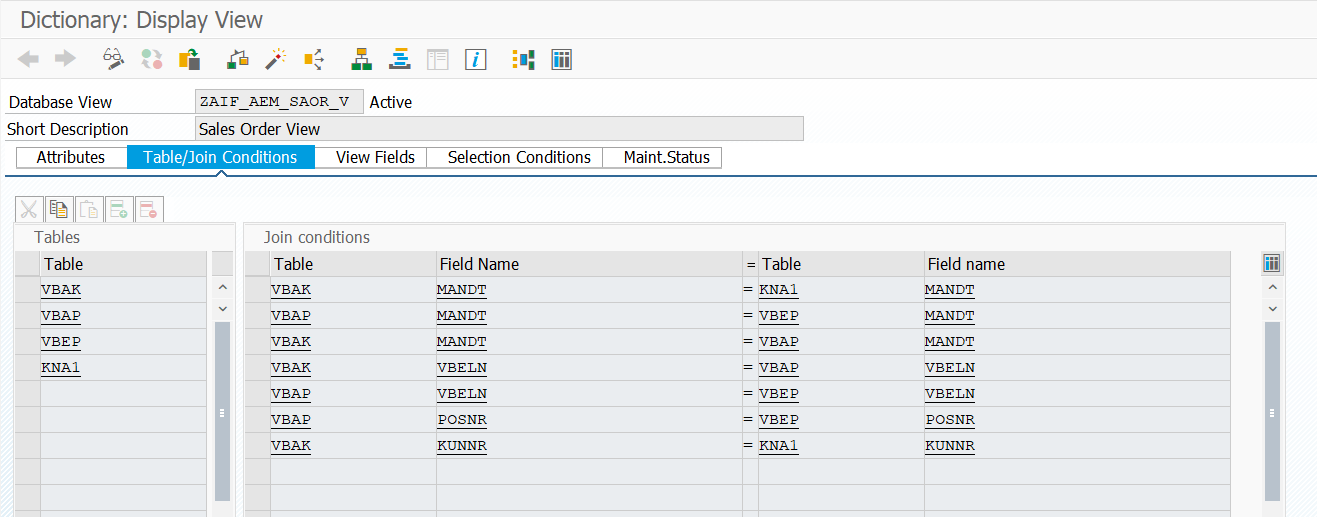 Dictionary: Display View
Database View ZAIF_AEM_SAOR_V Active
Short Description Sales Order View
Attributes Table/Join Conditions View Fields Selection Conditions Maint.Status
Tables Join conditions
Table Table Field Name = Table Field name
VBAK VBAK MANDT = KNA1 MANDT
VBAP VBAP MANDT = VBEP MANDT
VBEP VBAK MANDT = VBAP MANDT
KNA1 VBAK VBELN = VBAP VBELN
VBAP VBELN = VBEP VBELN
VBAP POSNR = VBEP POSNR
VBAK KUNNR = KNA1 KUNNR